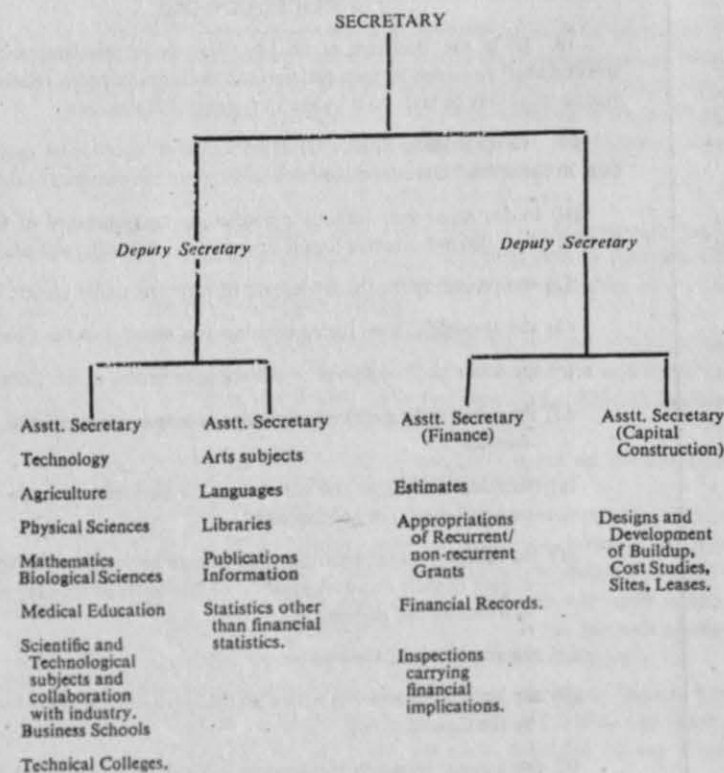 SECRETARY
Deputy Secretary
Deputy Secretary
Asstt. Secretary
Technology
Agriculture
Physical Sciences
Mathematics
Biological Sciences
Medical Education
Scientific and
Technological
subjects and
collaboration
with industry.
Business Schools
Technical Colleges.
Asstt. Secretary
Arts subjects
Languages
Libraries
Publications
Information
Statistics other
than financial
statistics.
Asstt. Secretary
(Finance)
Estimates
Appropriations
of Recurrent/
non-recurrent
Grants
Financial Records.
Inspections
carrying
financial
implications.
Asstt. Secretary
(Capital
Construction)
Designs and
Development
of Buildup,
Cost Studies,
Sites, Leases.